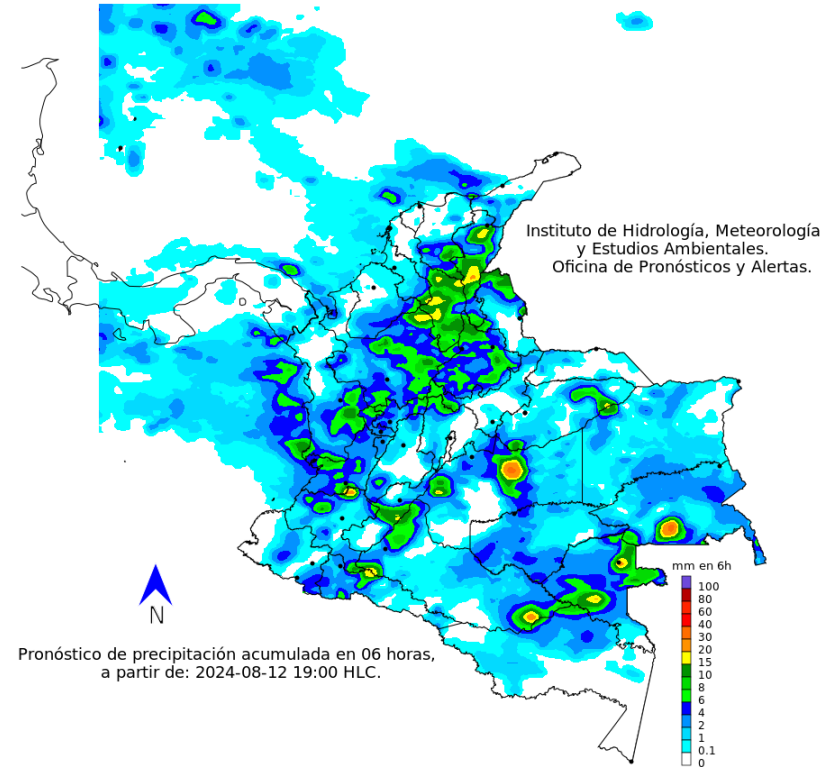 Instituto de Hidrología, Meteorología
y Estudios Ambientales.
Oficina de Pronósticos y Alertas.
mm en 6h
100
80
60
40
30
20
15
10
8
6
4
2
1
0.1
0
N
Pronóstico de precipitación acumulada en 06 horas,
a partir de: 2024-08-12 19:00 HLC.